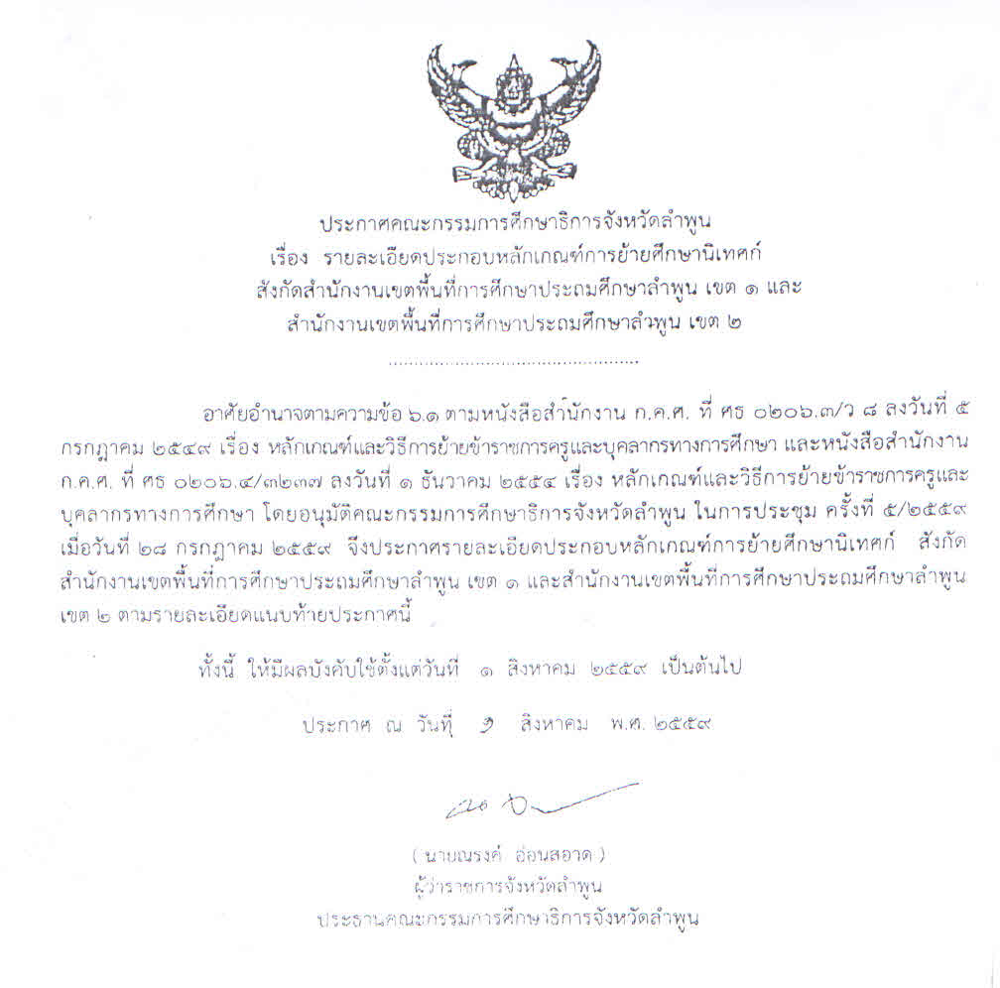 ประกาศคณะกรรมการศึกษาธิการจังหวัดลำพูน
เรื่อง รายละเอียดประกอบหลักเกณฑ์การย้ายศึกษานิเทศก์
สังกัดสำนักงานเขตพื้นที่การศึกษาประถมศึกษาลำพูน เขต ๑ และ
สำนักงานเขตพื้นที่การศึกษาประถมศึกษาลำพูน เขต ๒
................................................
อาศัยอำนาจตามความข้อ ๖.๑ ตามหนังสือสำนักงาน ก.ค.ศ. ที่ ศธ ๐๒๐๖.๓/ว ๘ ลงวันที่ ๕
กรกฎาคม ๒๕๔๙ เรื่อง หลักเกณฑ์และวิธีการย้ายข้าราชการครูและบุคลากรทางการศึกษา และหนังสือสำนักงาน
ก.ค.ศ. ที่ ศธ ๐๒๐๖.๔/๓๒๓๗ ลงวันที่ ๑ ธันวาคม ๒๕๕๔ เรื่อง หลักเกณฑ์และวิธีการย้ายข้าราชการครูและ
บุคลากรทางการศึกษา โดยอนุมัติคณะกรรมการศึกษาธิการจังหวัดลำพูน ในการประชุม ครั้งที่ ๕/๒๕๕๙
เมื่อวันที่ ๒๘ กรกฎาคม ๒๕๕๙ จึงประกาศรายละเอียดประกอบหลักเกณฑ์การย้ายศึกษานิเทศก์ สังกัด
สำนักงานเขตพื้นที่การศึกษาประถมศึกษาลำพูน เขต ๑ และสำนักงานเขตพื้นที่การศึกษาประถมศึกษาลำพูน
เขต ๒ ตามรายละเอียดแนบท้ายประกาศนี้
ทั้งนี้ ให้มีผลบังคับใช้ตั้งแต่วันที่ ๑ สิงหาคม ๒๕๕๙ เป็นต้นไป
ประกาศ ณ วันที่ ๑ สิงหาคม พ.ศ. ๒๕๕๙
( นายณรงค์ อ่อนสอาด )
ผู้ว่าราชการจังหวัดลำพูน
ประธานคณะกรรมการศึกษาธิการจังหวัดลำพูน